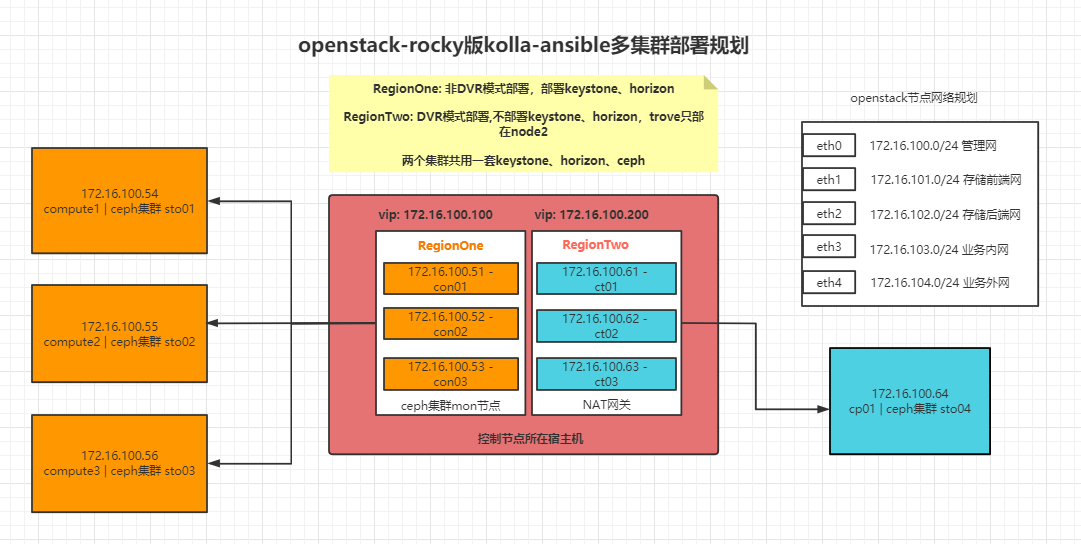 openstack-rocky版kolla-ansible多集群部署规划
RegionOne: 非DVR模式部署，部署keystone、horizon
RegionTwo: DVR模式部署,不部署keystone、horizon，trove只部
在node2
两个集群共用一套keystone、horizon、ceph
openstack节点网络规划
eth0 172.16.100.0/24 管理网
eth1 172.16.101.0/24 存储前端网
eth2 172.16.102.0/24 存储后端网
eth3 172.16.103.0/24 业务内网
eth4 172.16.104.0/24 业务外网
172.16.100.54
compute1 | ceph集群 sto01
172.16.100.55
compute2 | ceph集群 sto02
172.16.100.56
compute3 | ceph集群 sto03
vip: 172.16.100.100
RegionOne
172.16.100.51 -
con01
172.16.100.52 -
con02
172.16.100.53 -
con03
ceph集群mon节点
vip: 172.16.100.200
RegionTwo
172.16.100.61 -
ct01
172.16.100.62 -
ct02
172.16.100.63 -
ct03
NAT网关
控制节点所在宿主机
172.16.100.64
cp01 | ceph集群 sto04